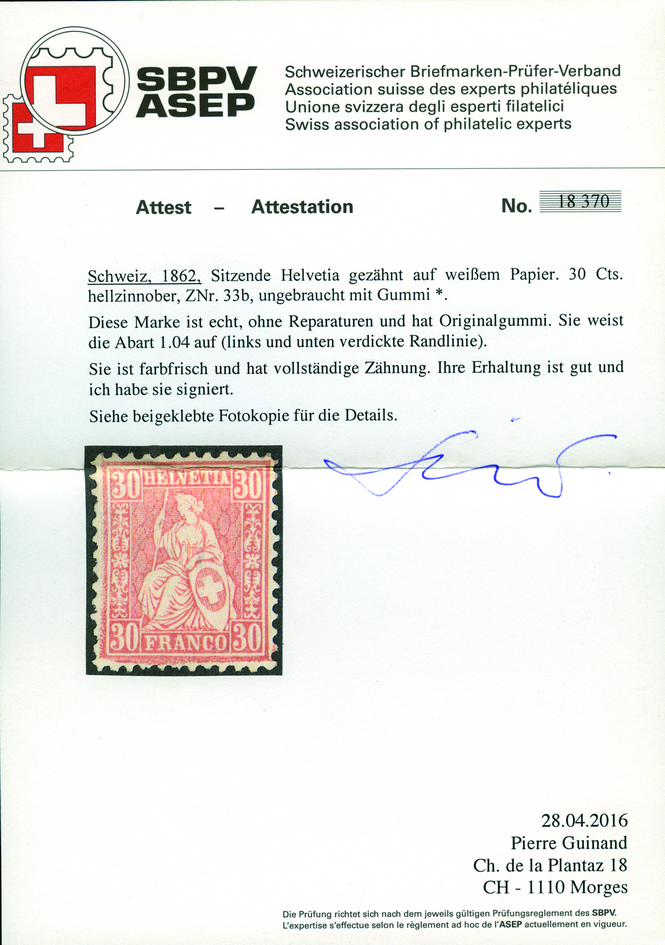 SBPV
ASEP
Schweizerischer Briefmarken-Prüfer-Verband
Association suisse des experts philatéliques
Unione svizzera degli esperti filatelici
Swiss association of philatelic experts
Attest – Attestation No. 18 370
Schweiz, 1862, Sitzende Helvetia gezähnt auf weißem Papier. 30 Cts.
hellzinnober, ZNr. 33b, ungebraucht mit Gummi *.
Diese Marke ist echt, ohne Reparaturen und hat Originalgummi. Sie weist
die Abart 1.04 auf (links und unten verdickte Randlinie).
Sie ist farbfrisch und hat vollständige Zähnung. Ihre Erhaltung ist gut und
ich habe sie signiert.
Siehe beigeklebte Fotokopie für die Details.
30 HELVETIA 30
30 FRANCO 30
28.04.2016
Pierre Guinand
Ch. de la Plantaz 18
CH - 1110 Morges
Die Prüfung richtet sich nach dem jeweils gültigen Prüfungsreglement des SBPV.
L'expertise s'effectue selon le règlement ad hoc de l'ASEP actuellement en vigueur.